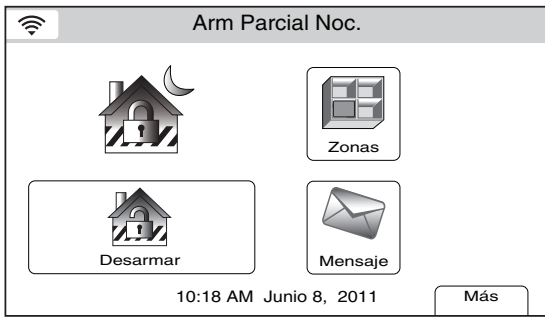 Arm Parcial Noc.
Zonas
Desarmar
Mensaje
10:18 AM Junio 8, 2011
Más